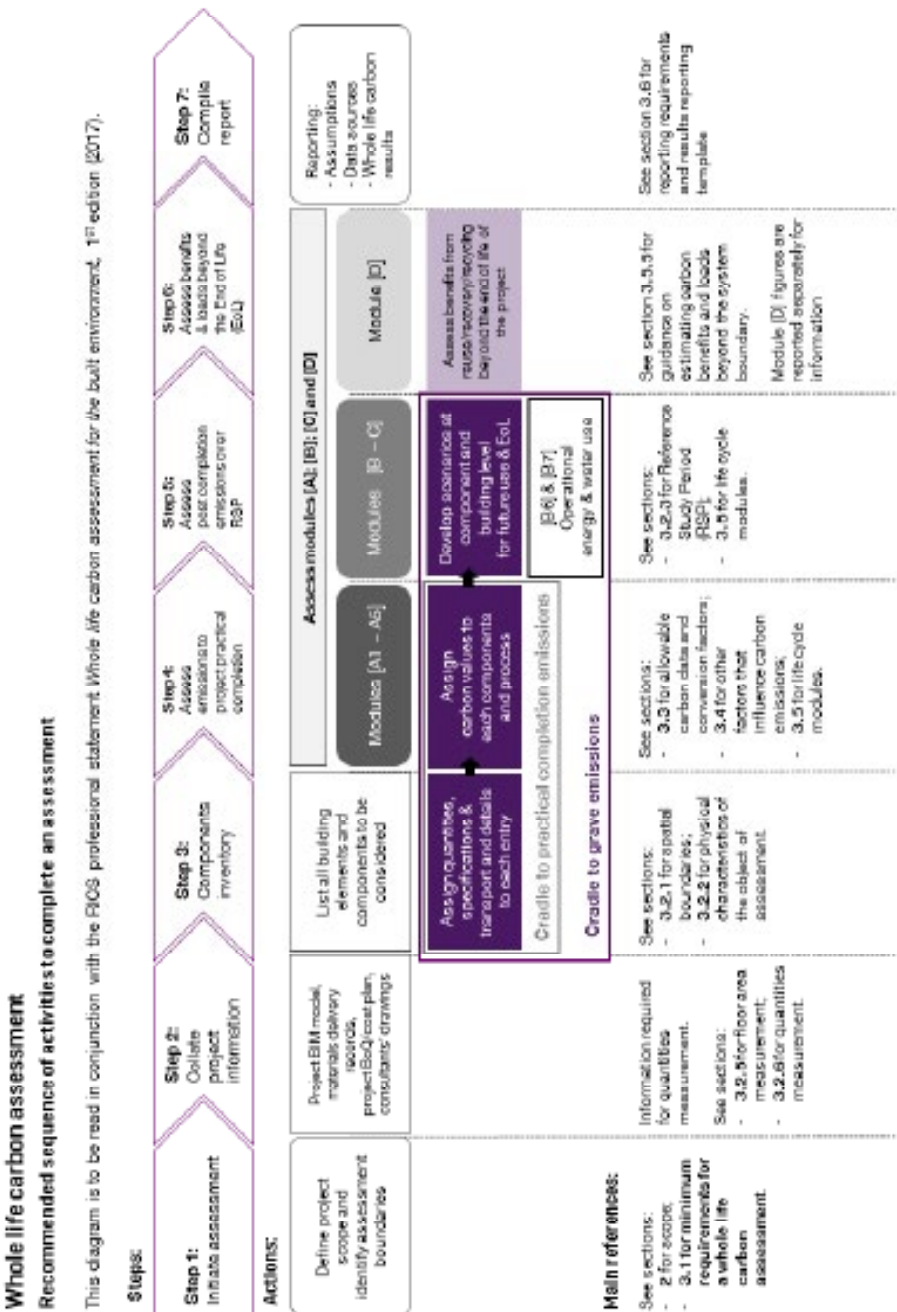 Whole life carbon assessment
Recommended sequence of activities to complete an assessment
This diagram is to be read in conjunction with the RICS professional statement Whole life carbon assessment for the built environment, 1ST edition (2017).
Steps:
Step 1:
Initiate assessment
Step 2:
Collate
project
information
Step 3:
Components
inventory
Step 4:
Assess
emissions to
project practical
completion
Step 5:
Assess
post completion
emissions over
RSP
Step 6:
Assess benefits
& loads beyond
the End of Life
(EoL)
Step 7:
Compile
report
Actions:
Define project
scope and
identify assessment
boundaries
Project BIM model,
materials delivery
records,
project BoQ/cost plan,
consultants' drawings
List all building
elements and
components to be
considered
Assess modules [A]; [B]; [C] and [D]
Modules [A1 – A5]
Modules [B – C]
Module [D]
Reporting:
- Assumptions
- Data sources
- Whole life carbon
results
Assign quantities,
specifications &
transport and details
to each entry
Assign
carbon values to
each components
and process
Develop scenarios at
component and
building level
for future use & EoL
Assess benefits from
reuse/recovery/recycling
beyond the end of life of
the project
Cradle to practical completion emissions
[B6] & [B7]
Operational
energy & water use
Cradle to grave emissions
Main references:
See sections:
- 2 for scope;
- 3.1 for minimum
requirements for
a whole life
carbon
assessment.
Information required
for quantities
measurement.
See sections:
- 3.2.5 for floor area
measurement;
- 3.2.6 for quantities
measurement.
See sections:
- 3.2.1 for spatial
boundaries;
- 3.2.2 for physical
characteristics of
the object of
assessment.
See sections:
- 3.3 for allowable
carbon data and
conversion factors;
- 3.4 for other
factors that
influence carbon
emissions;
- 3.5 for lifecycle
modules.
See sections:
- 3.2.3 for Reference
Study Period
(RSP);
- 3.5 for life cycle
modules.
See section 3.5.5 for
guidance on
estimating carbon
benefits and loads
beyond the system
boundary.
Module [D] figures are
reported separately for
information
See section 3.6 for
reporting requirements
and results reporting
template